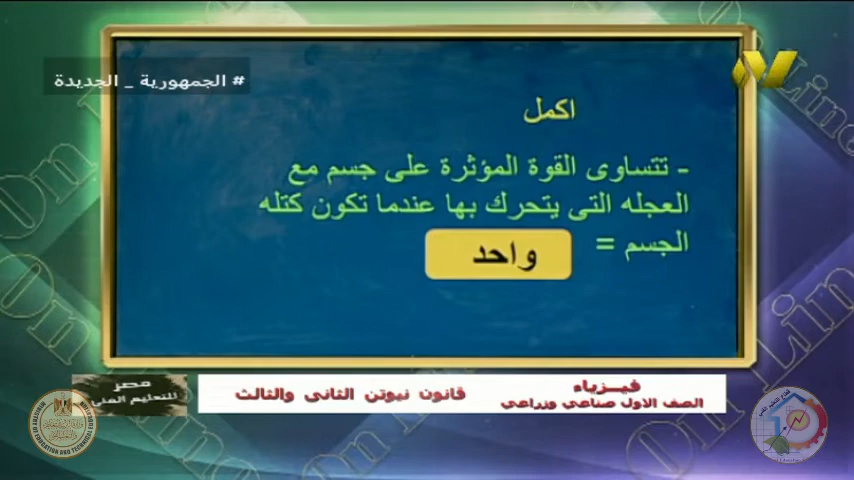 # الجمهورية _ الجديدة
اكمل
- تتساوى القوة المؤثرة على جسم مع
العجله التى يتحرك بها عندما تكون كتله
الجسم = واحد
فيزياء
الصف الاول صناعى وزراعى
قانون نيوتن الثانى والثالث
مصر
للتعليم الفنى